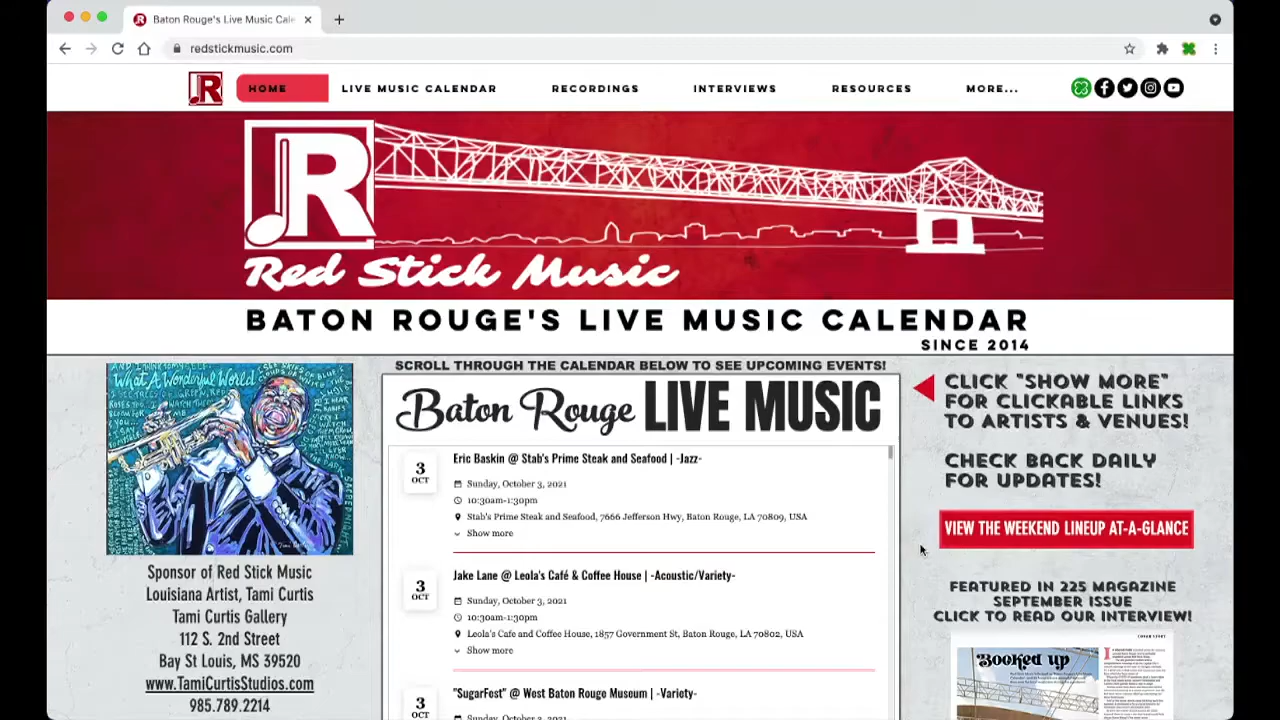 Baton Rouge's Live Music Cale
redstickmusic.com
R
HOME
LIVE MUSIC CALENDAR
RECORDINGS
INTERVIEWS
RESOURCES
MORE...
R
Red Stick Music
BATON ROUGE'S LIVE MUSIC CALENDAR
SINCE 2014
What A Wonderful World
Sponsor of Red Stick Music
Louisiana Artist, Tami Curtis
Tami Curtis Gallery
112 S. 2nd Street
Bay St Louis, MS 39520
www.TamiCurtisStudios.com
985.789.2214
SCROLL THROUGH THE CALENDAR BELOW TO SEE UPCOMING EVENTS!
Baton Rouge LIVE MUSIC
3
OCT
Eric Baskin @ Stab's Prime Steak and Seafood | -Jazz-
Sunday, October 3, 2021
10:30am-1:30pm
Stab's Prime Steak and Seafood, 7666 Jefferson Hwy, Baton Rouge, LA 70809, USA
Show more
3
OCT
Jake Lane @ Leola's Café & Coffee House | -Acoustic/Variety-
Sunday, October 3, 2021
10:30am-1:30pm
Leola's Cafe and Coffee House, 1857 Government St, Baton Rouge, LA 70802, USA
Show more
3
"SugarFest" @ West Baton Rouge Museum | -Variety-
CLICK "SHOW MORE"
FOR CLICKABLE LINKS
TO ARTISTS & VENUES!
CHECK BACK DAILY
FOR UPDATES!
VIEW THE WEEKEND LINEUP AT-A-GLANCE
FEATURED IN 225 MAGAZINE
SEPTEMBER ISSUE
CLICK TO READ OUR INTERVIEW!
COVER STORY
Booked up